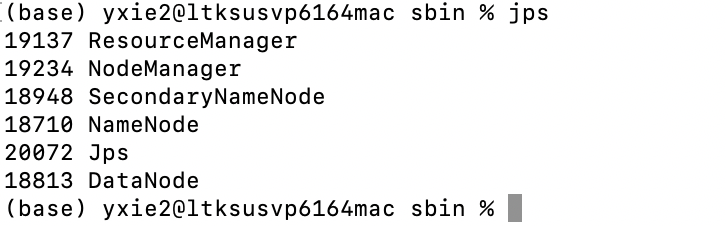 (base) yxie2@ltksusvp6164mac sbin % jps
19137 ResourceManager
19234 NodeManager
18948 SecondaryNameNode
18710 NameNode
20072 Jps
18813 DataNode
(base) yxie2@ltksusvp6164mac sbin %